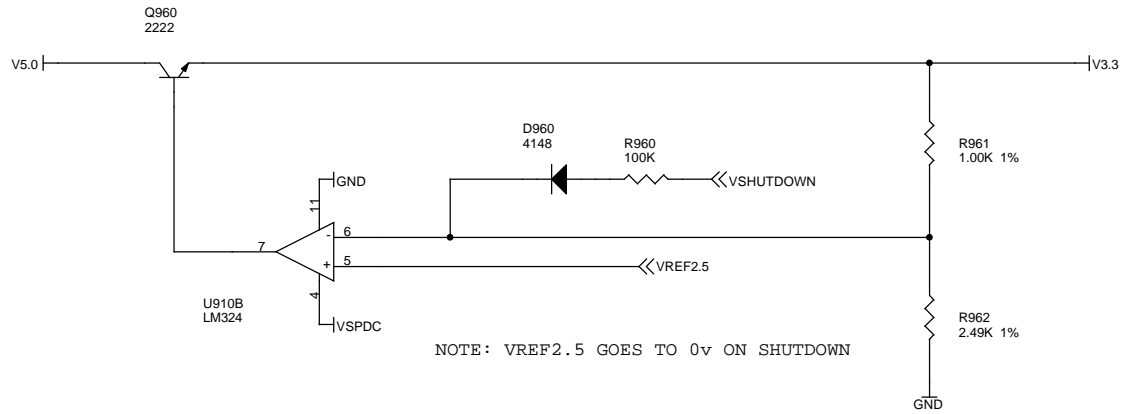 Q960
2222
V5.0
V3.3
D960
4148
R960
100K
R961
1.00K 1%
GND
VSHUTDOWN
11
- 6
7
+ 5
VREF2.5
4
U910B
LM324
VSPDC
R962
2.49K 1%
NOTE: VREF2.5 GOES TO 0v ON SHUTDOWN
GND